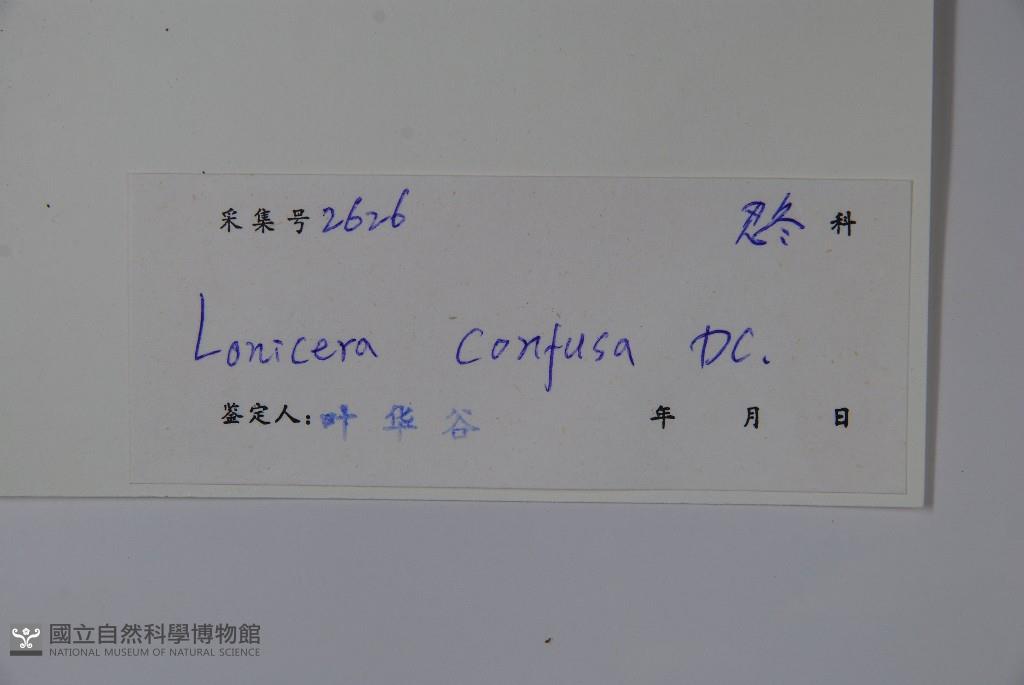 采集号 2626 忍冬 科
Lonicera confusa DC.
鉴定人: 叶华谷 年 月 日
國立自然科學博物館
NATIONAL MUSEUM OF NATURAL SCIENCE